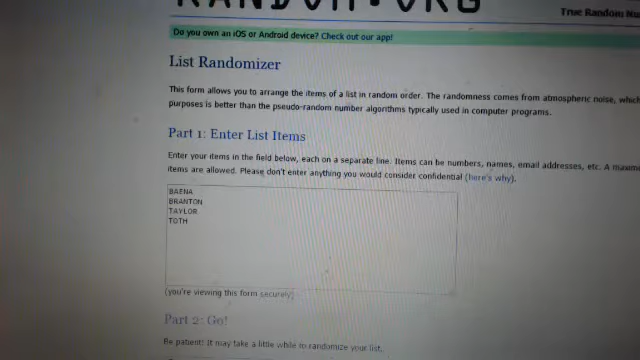 RANDOM.ORG
True Random Nu
Do you own an iOS or Android device? Check out our app!
List Randomizer
This form allows you to arrange the items of a list in random order. The randomness comes from atmospheric noise, which
purposes is better than the pseudo-random number algorithms typically used in computer programs.
Part 1: Enter List Items
Enter your items in the field below, each on a separate line. Items can be numbers, names, email addresses, etc. A maxim
items are allowed. Please don't enter anything you would consider confidential (here's why).
BAENA
BRANTON
TAYLOR
TOTH
(you're viewing this form securely)
Part 2: Go!
Be patient! It may take a little while to randomize your list.